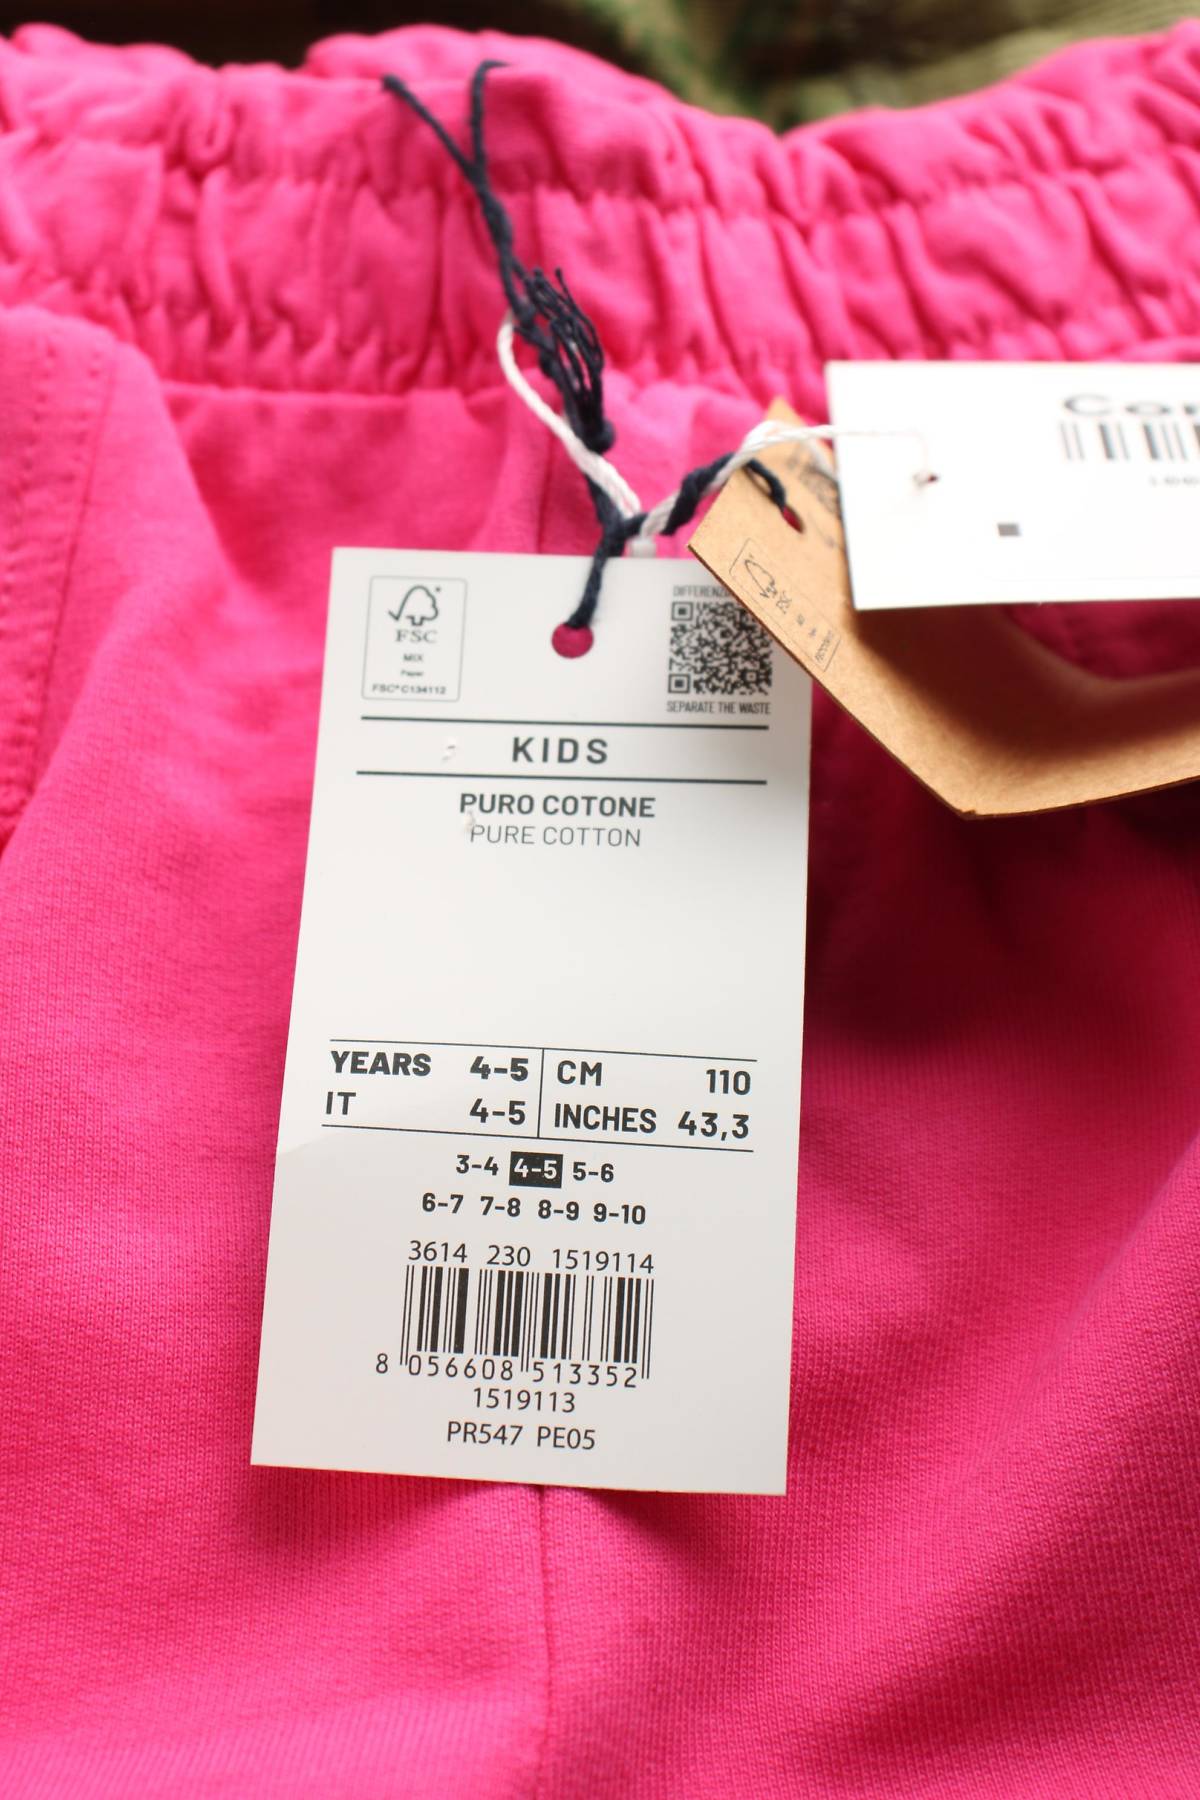 FSC
MIX
Paper
FSC® C134112
SEPARATE THE WASTE
KIDS
PURO COTONE
PURE COTTON
YEARS 4-5 CM 110
IT 4-5 INCHES 43,3
3-4 4-5 5-6
6-7 7-8 8-9 9-10
3614 230 1519114
8 056608 513352
1519113
PR547 PE05